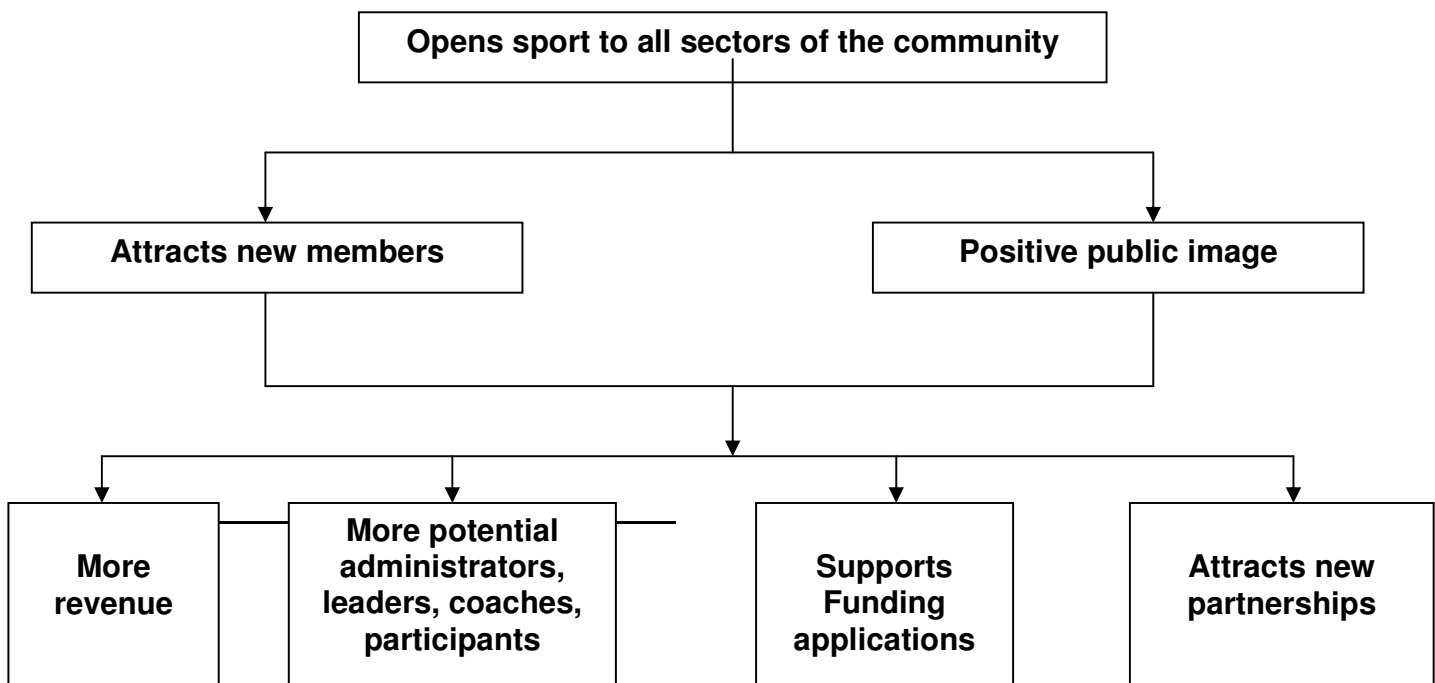 Opens sport to all sectors of the community
Attracts new members
Positive public image
More
revenue
More potential
administrators,
leaders, coaches,
participants
Supports
Funding
applications
Attracts new
partnerships